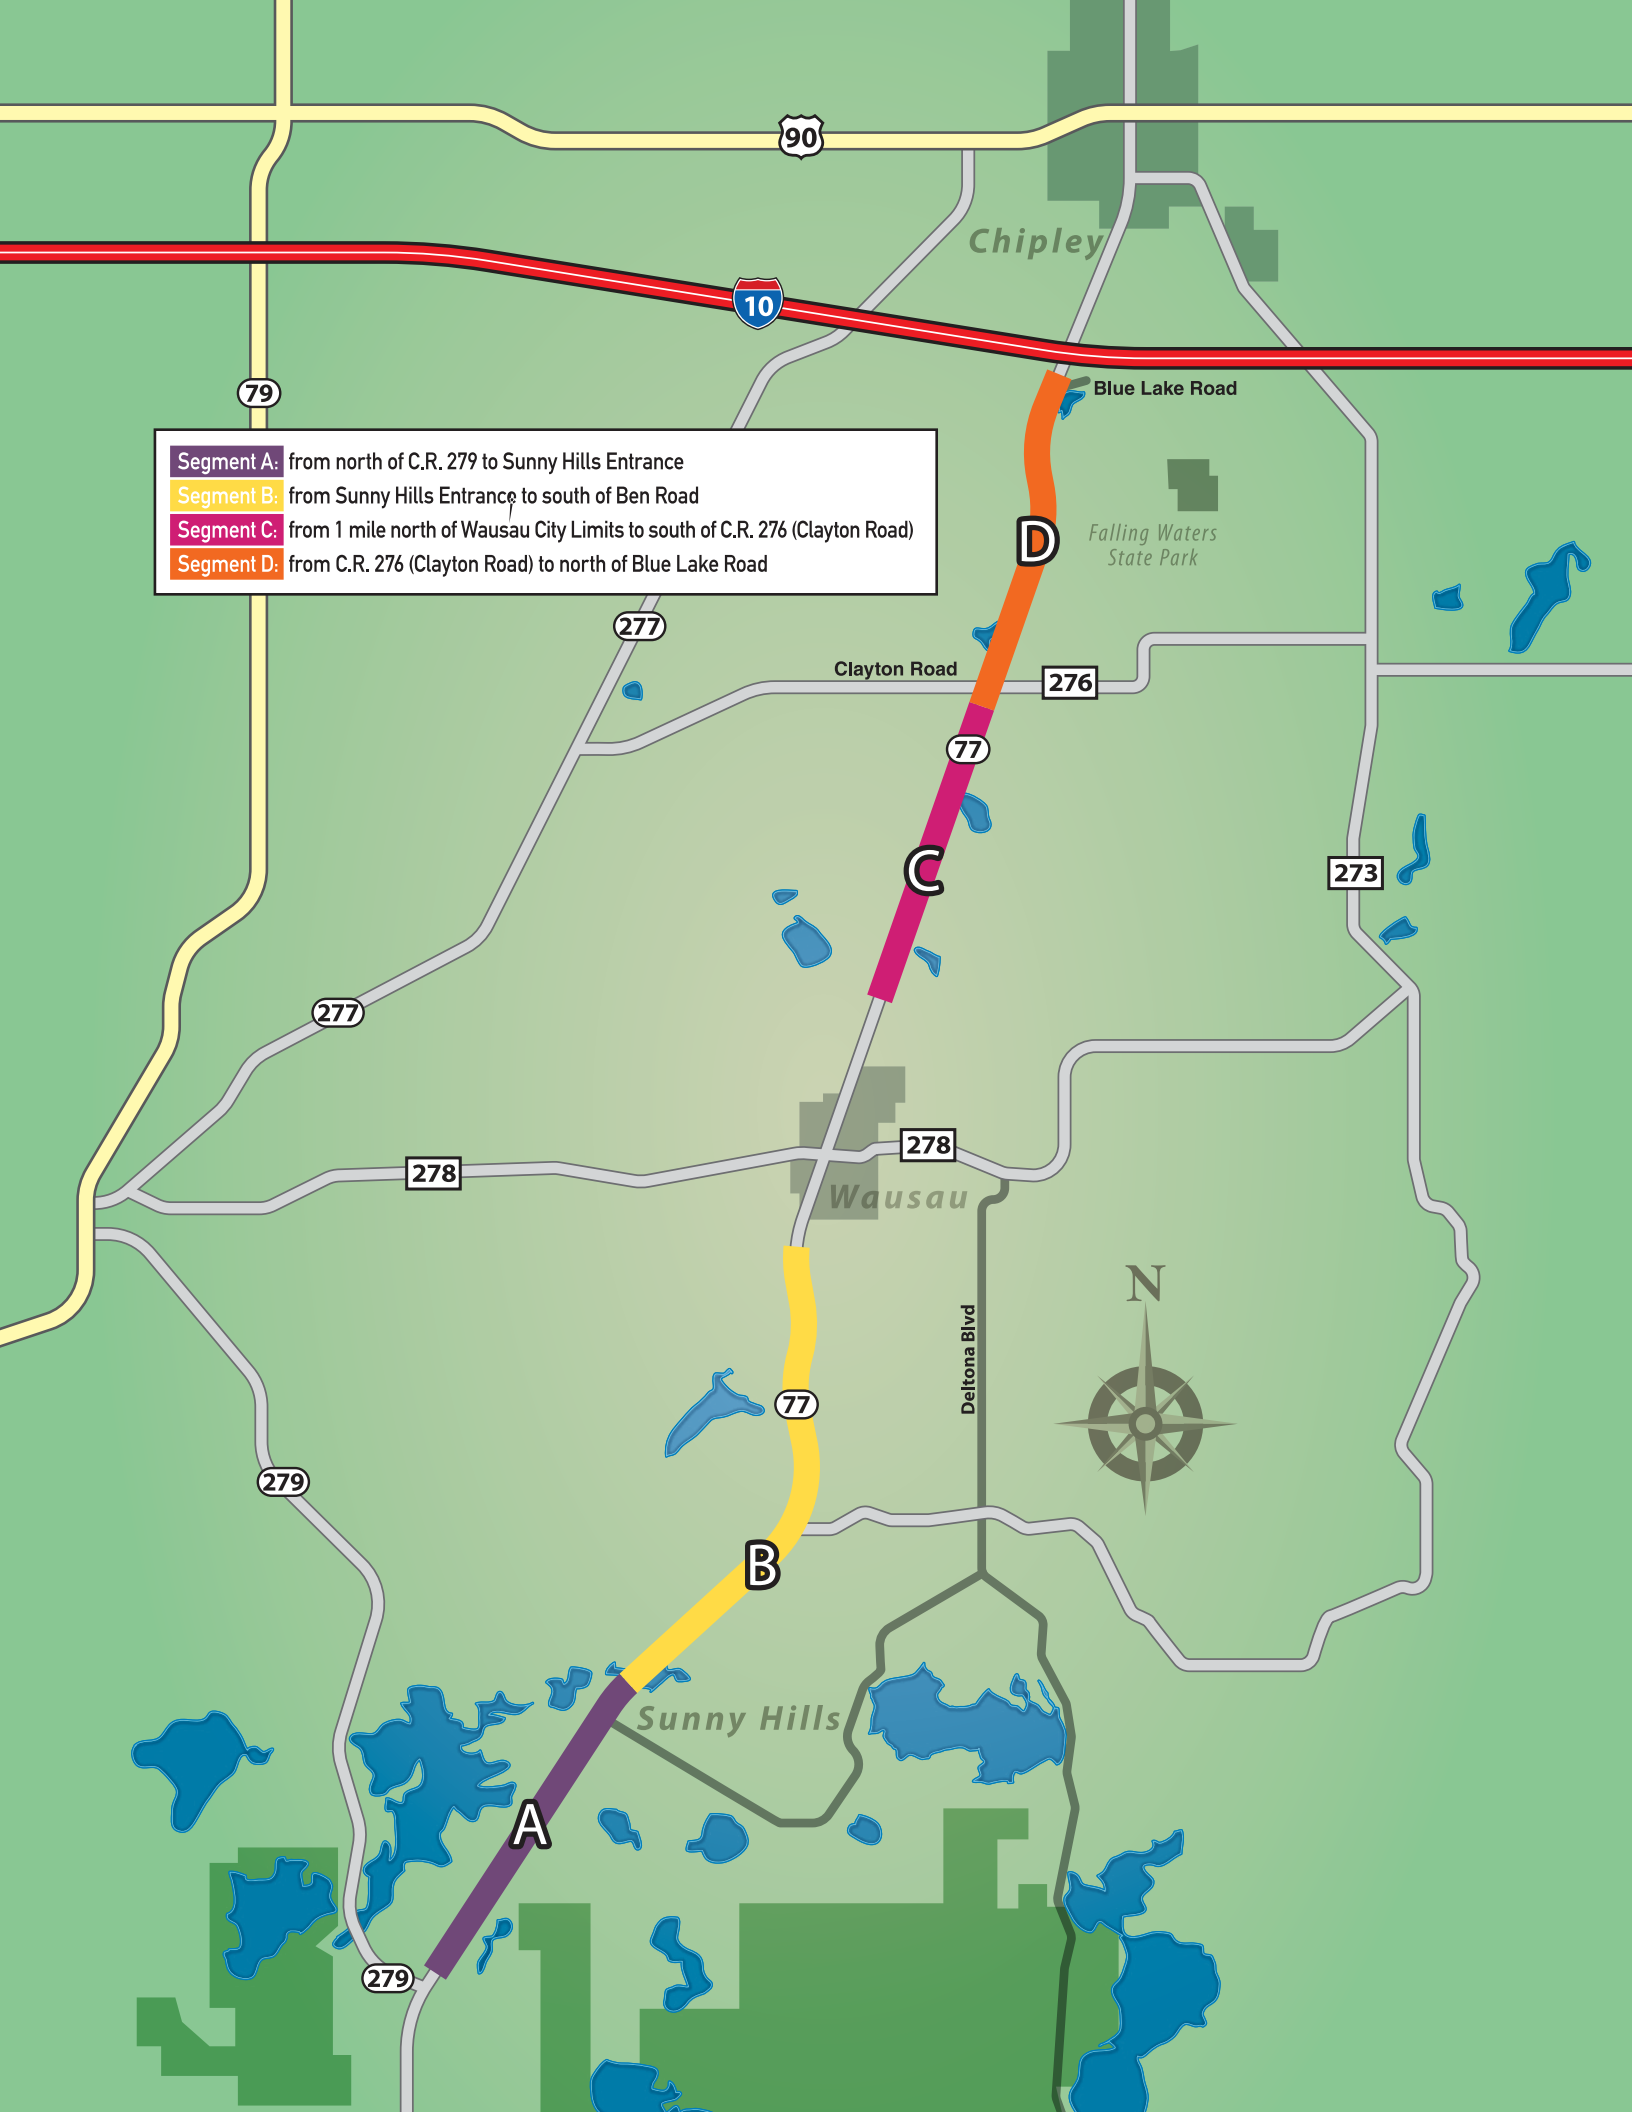 90
Chipley
10
Blue Lake Road
79
Segment A: from north of C.R. 279 to Sunny Hills Entrance
Segment B: from Sunny Hills Entrance to south of Ben Road
Segment C: from 1 mile north of Wausau City Limits to south of C.R. 276 (Clayton Road)
Segment D: from C.R. 276 (Clayton Road) to north of Blue Lake Road
D
Falling Waters
State Park
277
Clayton Road
276
77
C
273
277
278
278
Wausau
N
Deltona Blvd
77
279
B
Sunny Hills
A
279